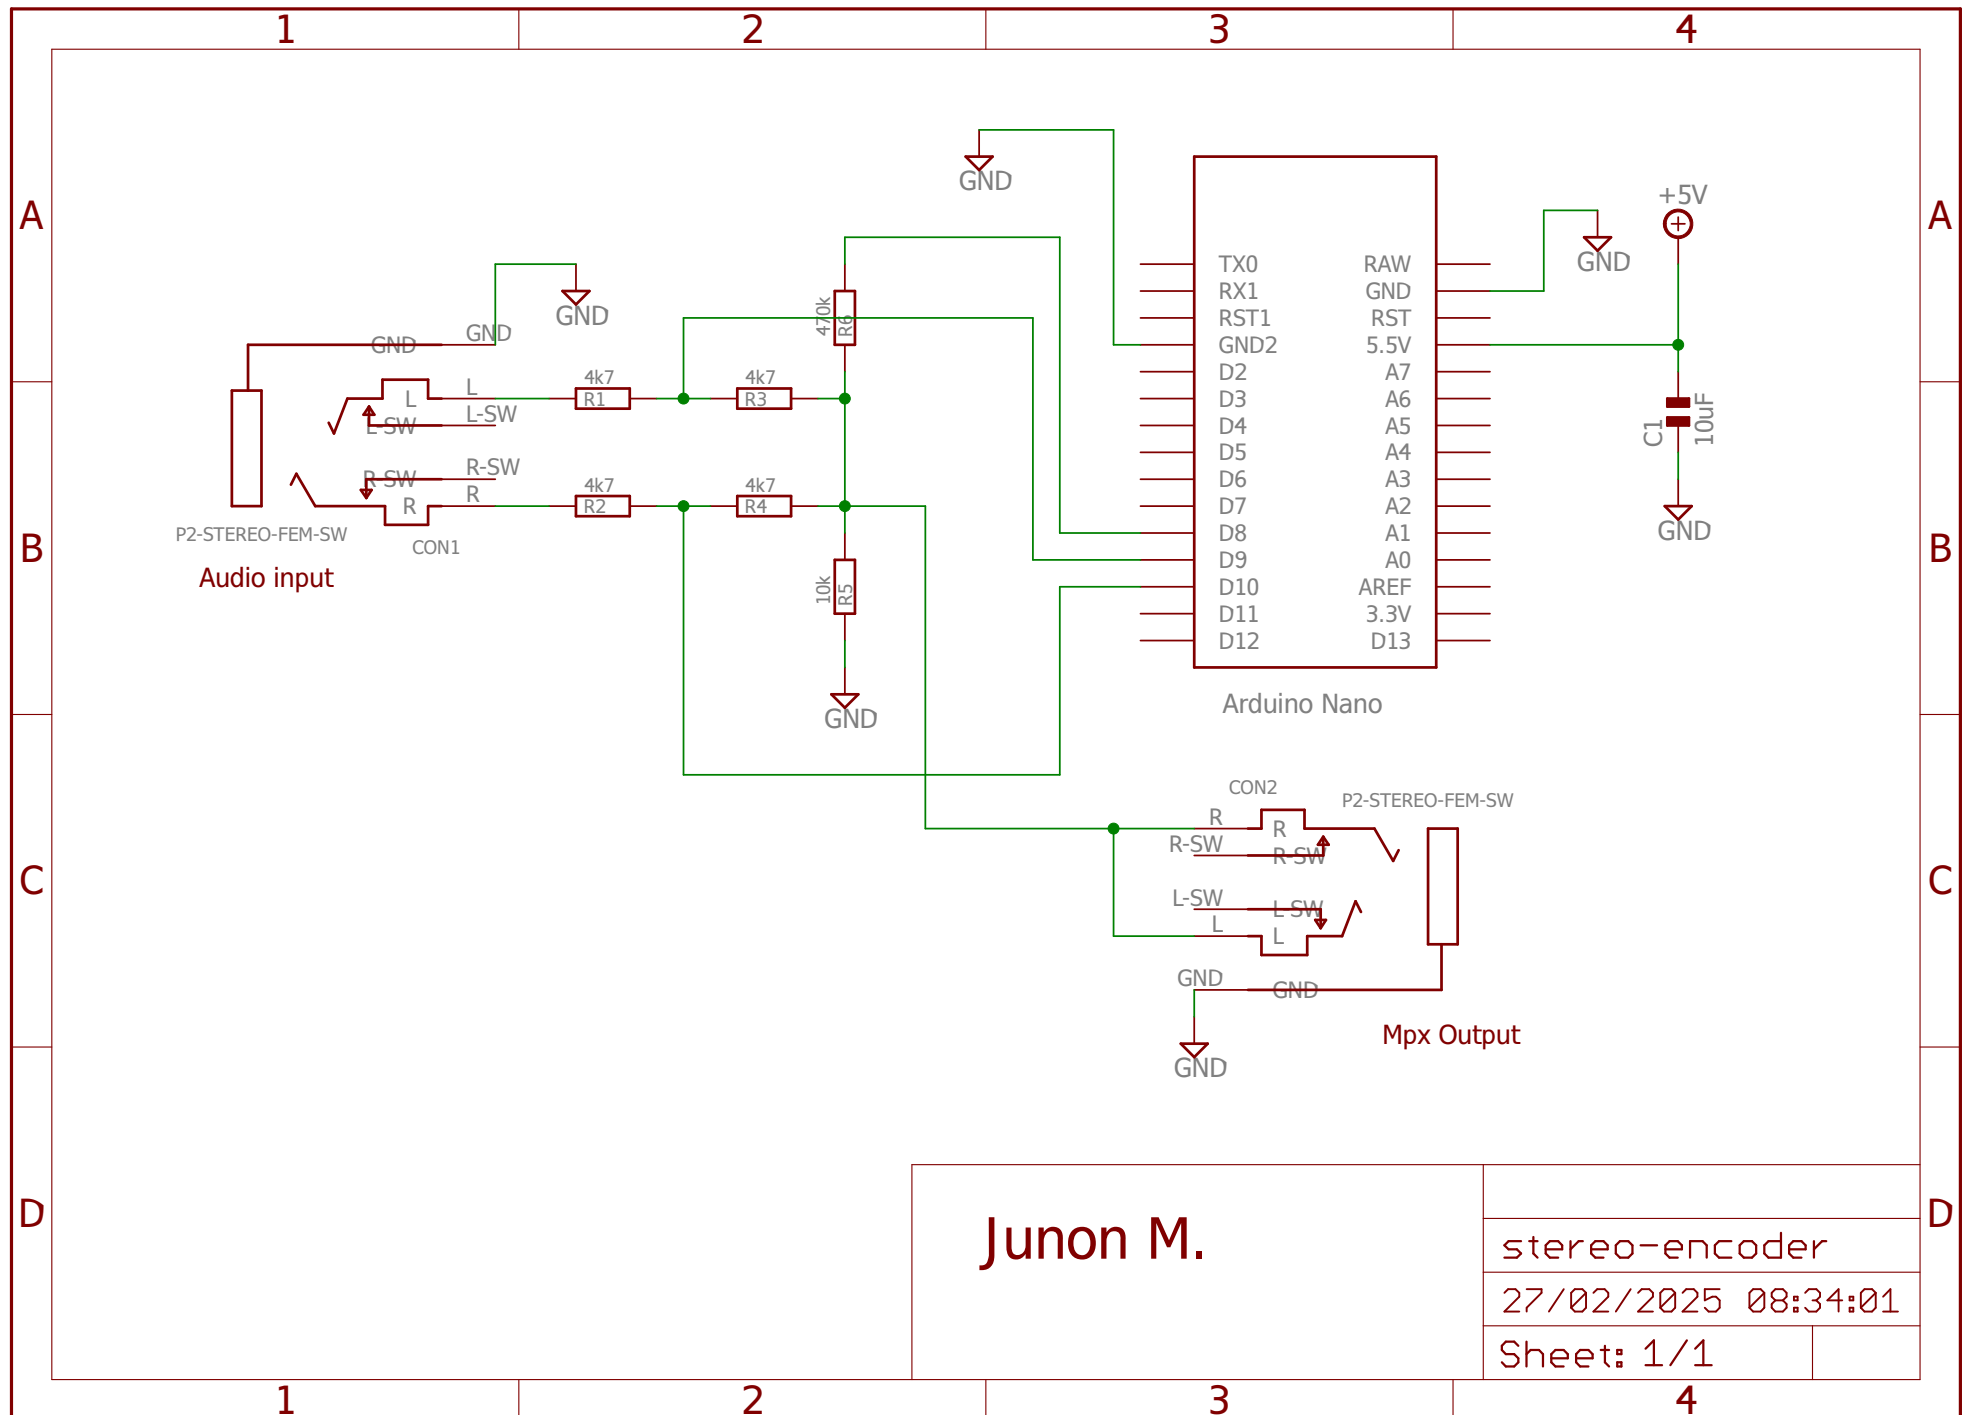 1 2 3 4
A A
+5V
GND
GND
GND
TX0 RAW
RX1 GND
RST1 RST
GND2 5.5V
D2 A7
D3 A6
D4 A5
D5 A4
D6 A3
D7 A2
D8 A1
D9 A0
D10 AREF
D11 3.3V
D12 D13
Arduino Nano
470k
R6
GND GND
4k7
R1
4k7
R3
L L
L-SW L-SW
R-SW R-SW
R R
4k7
R2
4k7
R4
C1
10uF
GND
B B
P2-STEREO-FEM-SW
CON1
Audio input
10k
R5
GND
CON2
P2-STEREO-FEM-SW
R R
R-SW R-SW
C C
L-SW L-SW
L L
GND GND
Mpx Output
GND
D D
Junon M.
stereo-encoder
27/02/2025 08:34:01
Sheet: 1/1
1 2 3 4